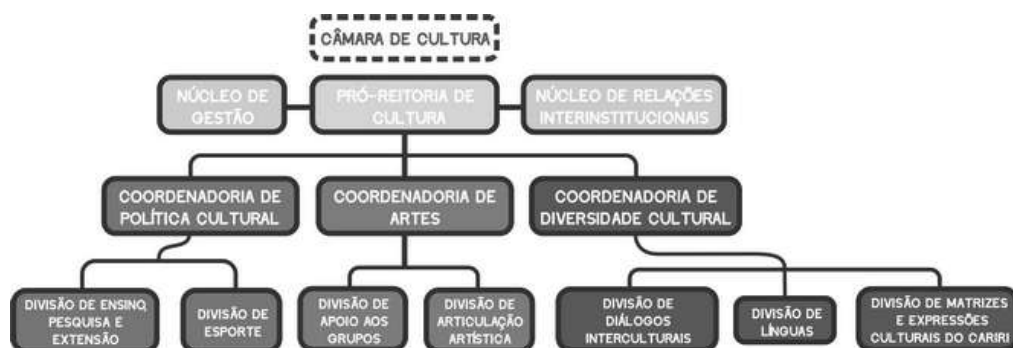 CÂMARA DE CULTURA
NÚCLEO DE
GESTÃO
PRÓ-REITORIA DE
CULTURA
NÚCLEO DE RELAÇÕES
INTERINSTITUCIONAIS
COORDENADORIA DE
POLÍTICA CULTURAL
COORDENADORIA DE
ARTES
COORDENADORIA DE
DIVERSIDADE CULTURAL
DIVISÃO DE ENSINO,
PESQUISA E
EXTENSÃO
DIVISÃO DE
ESPORTE
DIVISÃO DE
APOIO AOS
GRUPOS
DIVISÃO DE
ARTICULAÇÃO
ARTÍSTICA
DIVISÃO DE
DIÁLOGOS
INTERCULTURAIS
DIVISÃO DE
LÍNGUAS
DIVISÃO DE MATRIZES
E EXPRESSÕES
CULTURAIS DO CARIRI